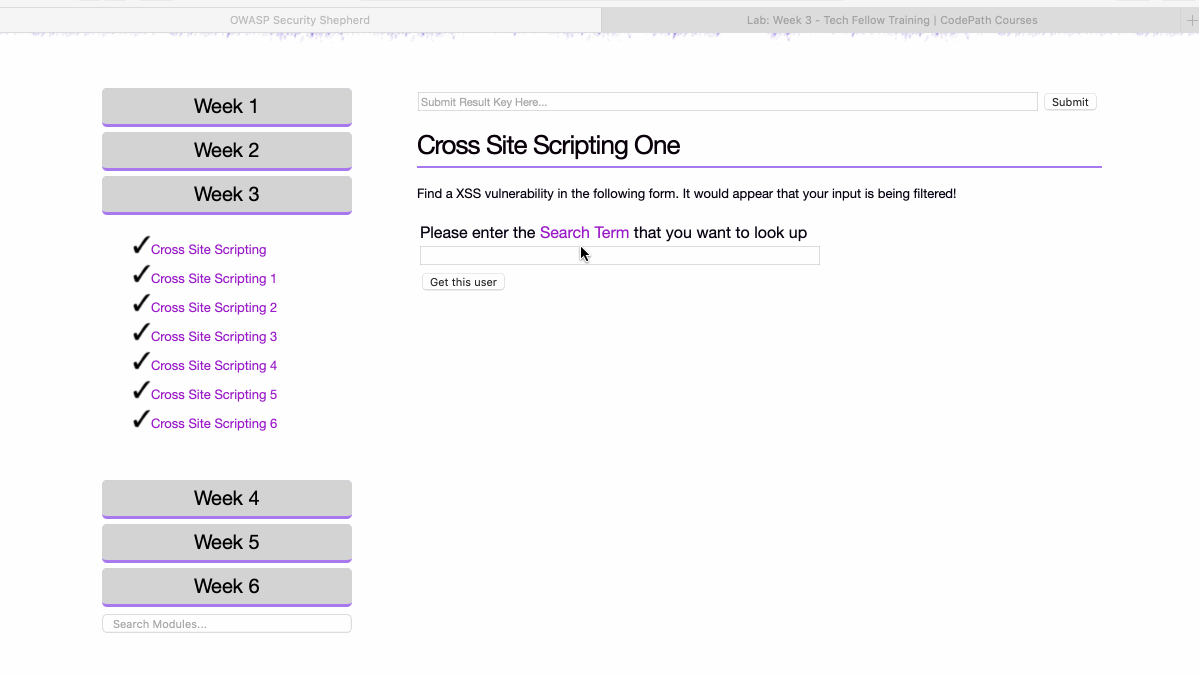 OWASP Security Shepherd
Lab: Week 3 - Tech Fellow Training | CodePath Courses
Week 1
Week 2
Week 3
Cross Site Scripting
Cross Site Scripting 1
Cross Site Scripting 2
Cross Site Scripting 3
Cross Site Scripting 4
Cross Site Scripting 5
Cross Site Scripting 6
Week 4
Week 5
Week 6
Search Modules...
Submit Result Key Here...
Submit
Cross Site Scripting One
Find a XSS vulnerability in the following form. It would appear that your input is being filtered!
Please enter the Search Term that you want to look up
Get this user